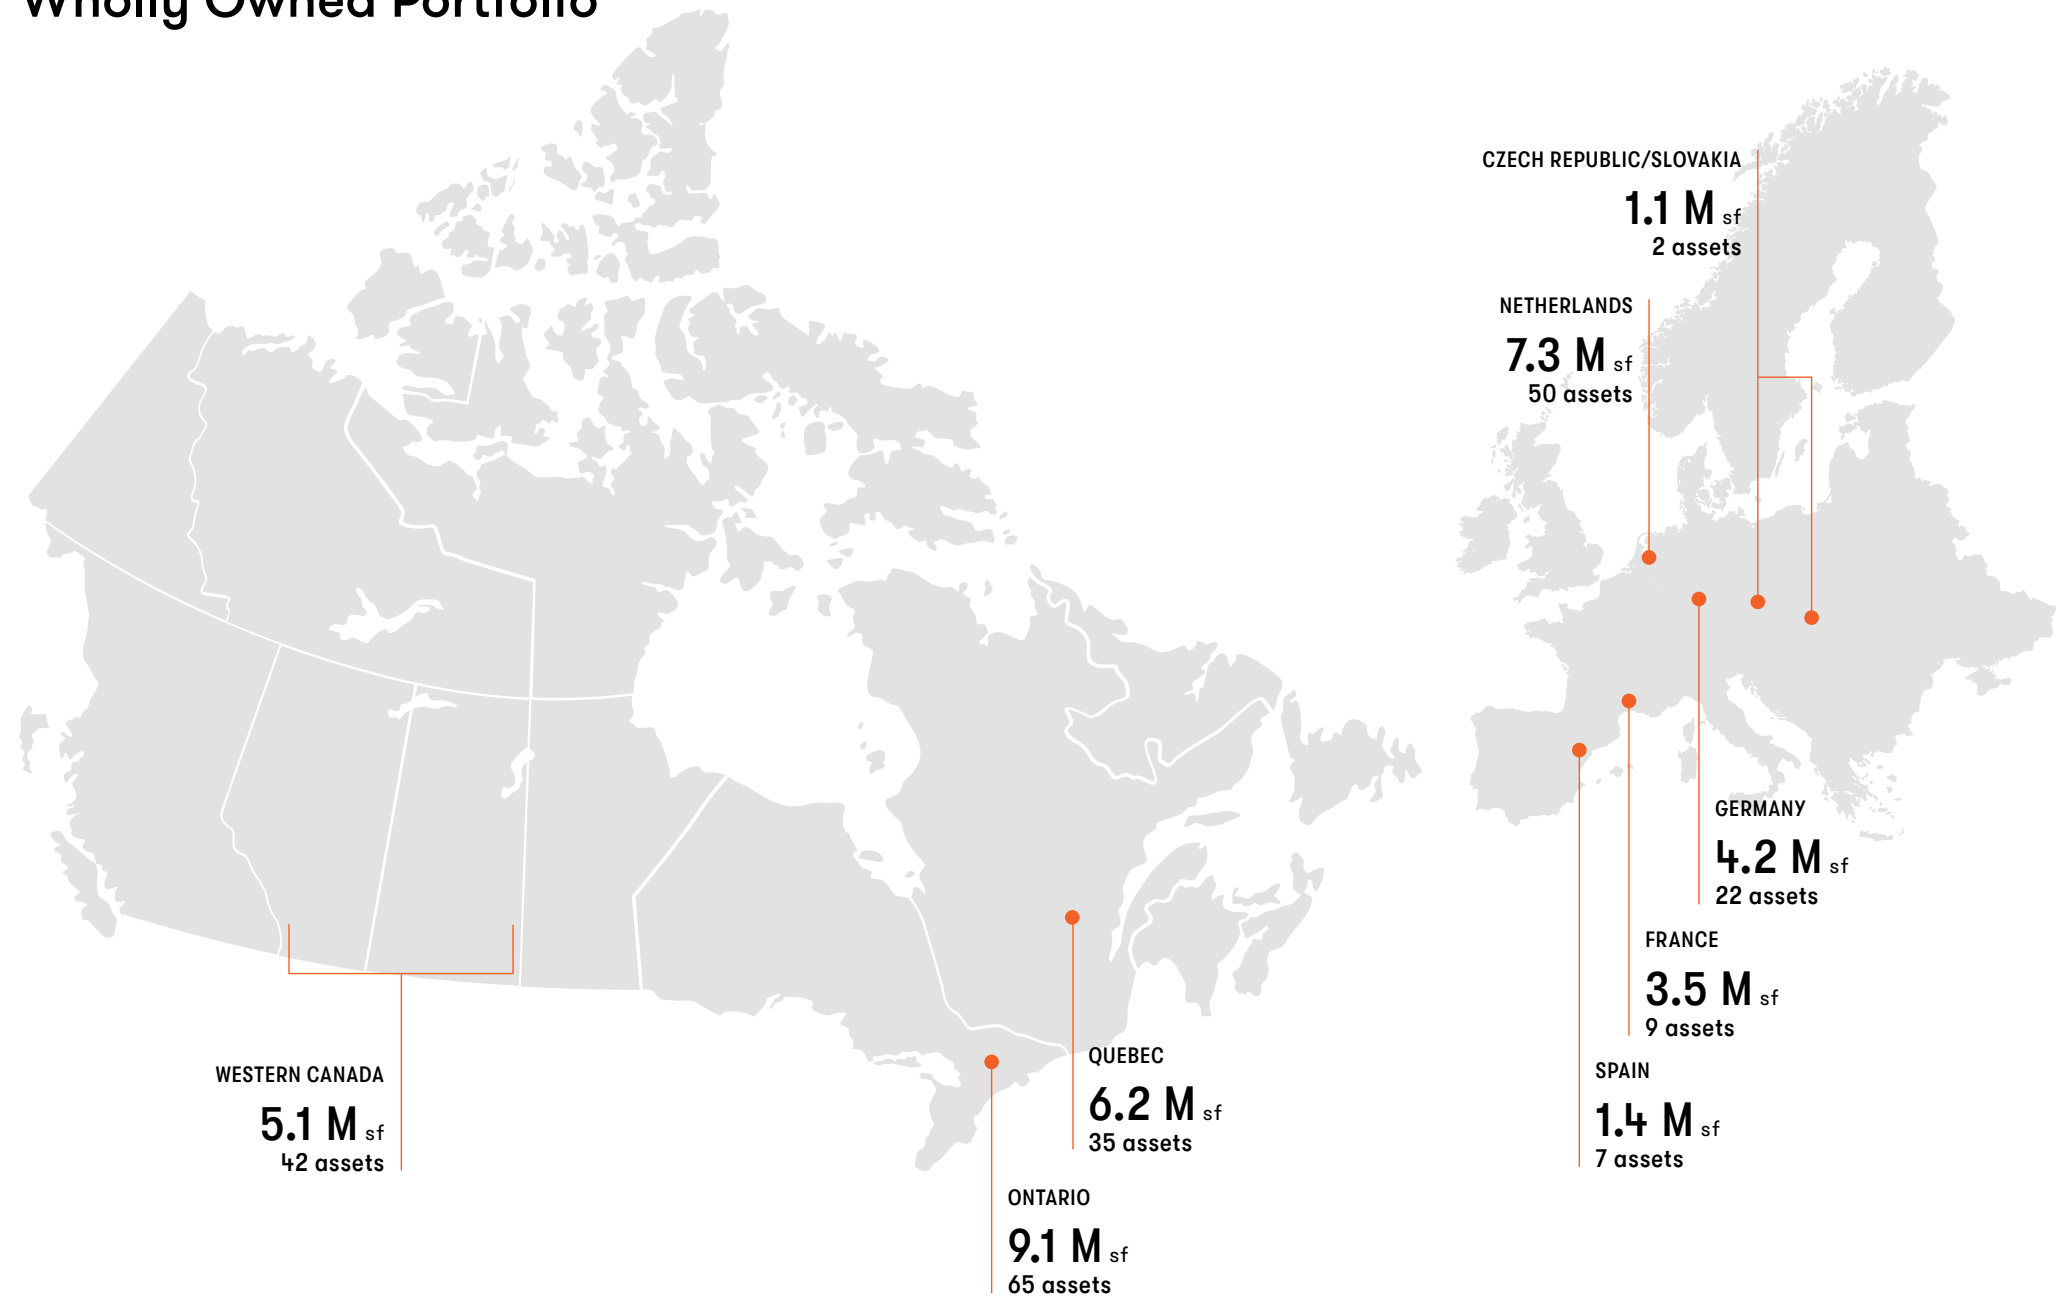 Wholly Owned Portfolio
CZECH REPUBLIC/SLOVAKIA
1.1 M sf
2 assets
NETHERLANDS
7.3 M sf
50 assets
GERMANY
4.2 M sf
22 assets
FRANCE
3.5 M sf
9 assets
SPAIN
1.4 M sf
7 assets
WESTERN CANADA
5.1 M sf
42 assets
QUEBEC
6.2 M sf
35 assets
ONTARIO
9.1 M sf
65 assets